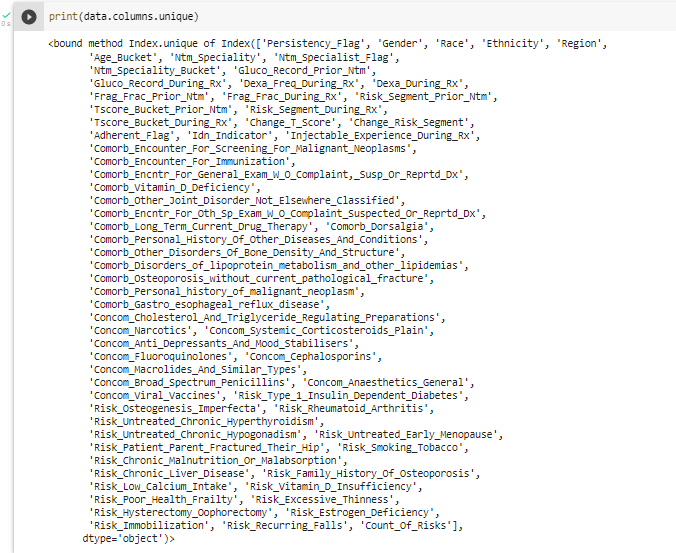 print(data.columns.unique)
0 s
<bound method Index.unique of Index(['Persistency_Flag', 'Gender', 'Race', 'Ethnicity', 'Region',
'Age_Bucket', 'Ntm_Speciality', 'Ntm_Specialist_Flag',
'Ntm_Speciality_Bucket', 'Gluco_Record_Prior_Ntm',
'Gluco_Record_During_Rx', 'Dexa_Freq_During_Rx', 'Dexa_During_Rx',
'Frag_Frac_Prior_Ntm', 'Frag_Frac_During_Rx', 'Risk_Segment_Prior_Ntm',
'Tscore_Bucket_Prior_Ntm', 'Risk_Segment_During_Rx',
'Tscore_Bucket_During_Rx', 'Change_T_Score', 'Change_Risk_Segment',
'Adherent_Flag', 'Idn_Indicator', 'Injectable_Experience_During_Rx',
'Comorb_Encounter_For_Screening_For_Malignant_Neoplasms',
'Comorb_Encounter_For_Immunization',
'Comorb_Encntr_For_General_Exam_W_O_Complaint,_Susp_Or_Reprtd_Dx',
'Comorb_Vitamin_D_Deficiency',
'Comorb_Other_Joint_Disorder_Not_Elsewhere_Classified',
'Comorb_Encntr_For_Oth_Sp_Exam_W_O_Complaint_Suspected_Or_Reprtd_Dx',
'Comorb_Long_Term_Current_Drug_Therapy', 'Comorb_Dorsalgia',
'Comorb_Personal_History_Of_Other_Diseases_And_Conditions',
'Comorb_Other_Disorders_Of_Bone_Density_And_Structure',
'Comorb_Disorders_of_lipoprotein_metabolism_and_other_lipidemias',
'Comorb_Osteoporosis_without_current_pathological_fracture',
'Comorb_Personal_history_of_malignant_neoplasm',
'Comorb_Gastro_esophageal_reflux_disease',
'Concom_Cholesterol_And_Triglyceride_Regulating_Preparations',
'Concom_Narcotics', 'Concom_Systemic_Corticosteroids_Plain',
'Concom_Anti_Depressants_And_Mood_Stabilisers',
'Concom_Fluoroquinolones', 'Concom_Cephalosporins',
'Concom_Macrolides_And_Similar_Types',
'Concom_Broad_Spectrum_Penicillins', 'Concom_Anaesthetics_General',
'Concom_Viral_Vaccines', 'Risk_Type_1_Insulin_Dependent_Diabetes',
'Risk_Osteogenesis_Imperfecta', 'Risk_Rheumatoid_Arthritis',
'Risk_Untreated_Chronic_Hyperthyroidism',
'Risk_Untreated_Chronic_Hypogonadism', 'Risk_Untreated_Early_Menopause',
'Risk_Patient_Parent_Fractured_Their_Hip', 'Risk_Smoking_Tobacco',
'Risk_Chronic_Malnutrition_Or_Malabsorption',
'Risk_Chronic_Liver_Disease', 'Risk_Family_History_Of_Osteoporosis',
'Risk_Low_Calcium_Intake', 'Risk_Vitamin_D_Insufficiency',
'Risk_Poor_Health_Frailty', 'Risk_Excessive_Thinness',
'Risk_Hysterectomy_Oophorectomy', 'Risk_Estrogen_Deficiency',
'Risk_Immobilization', 'Risk_Recurring_Falls', 'Count_Of_Risks'],
dtype='object')>